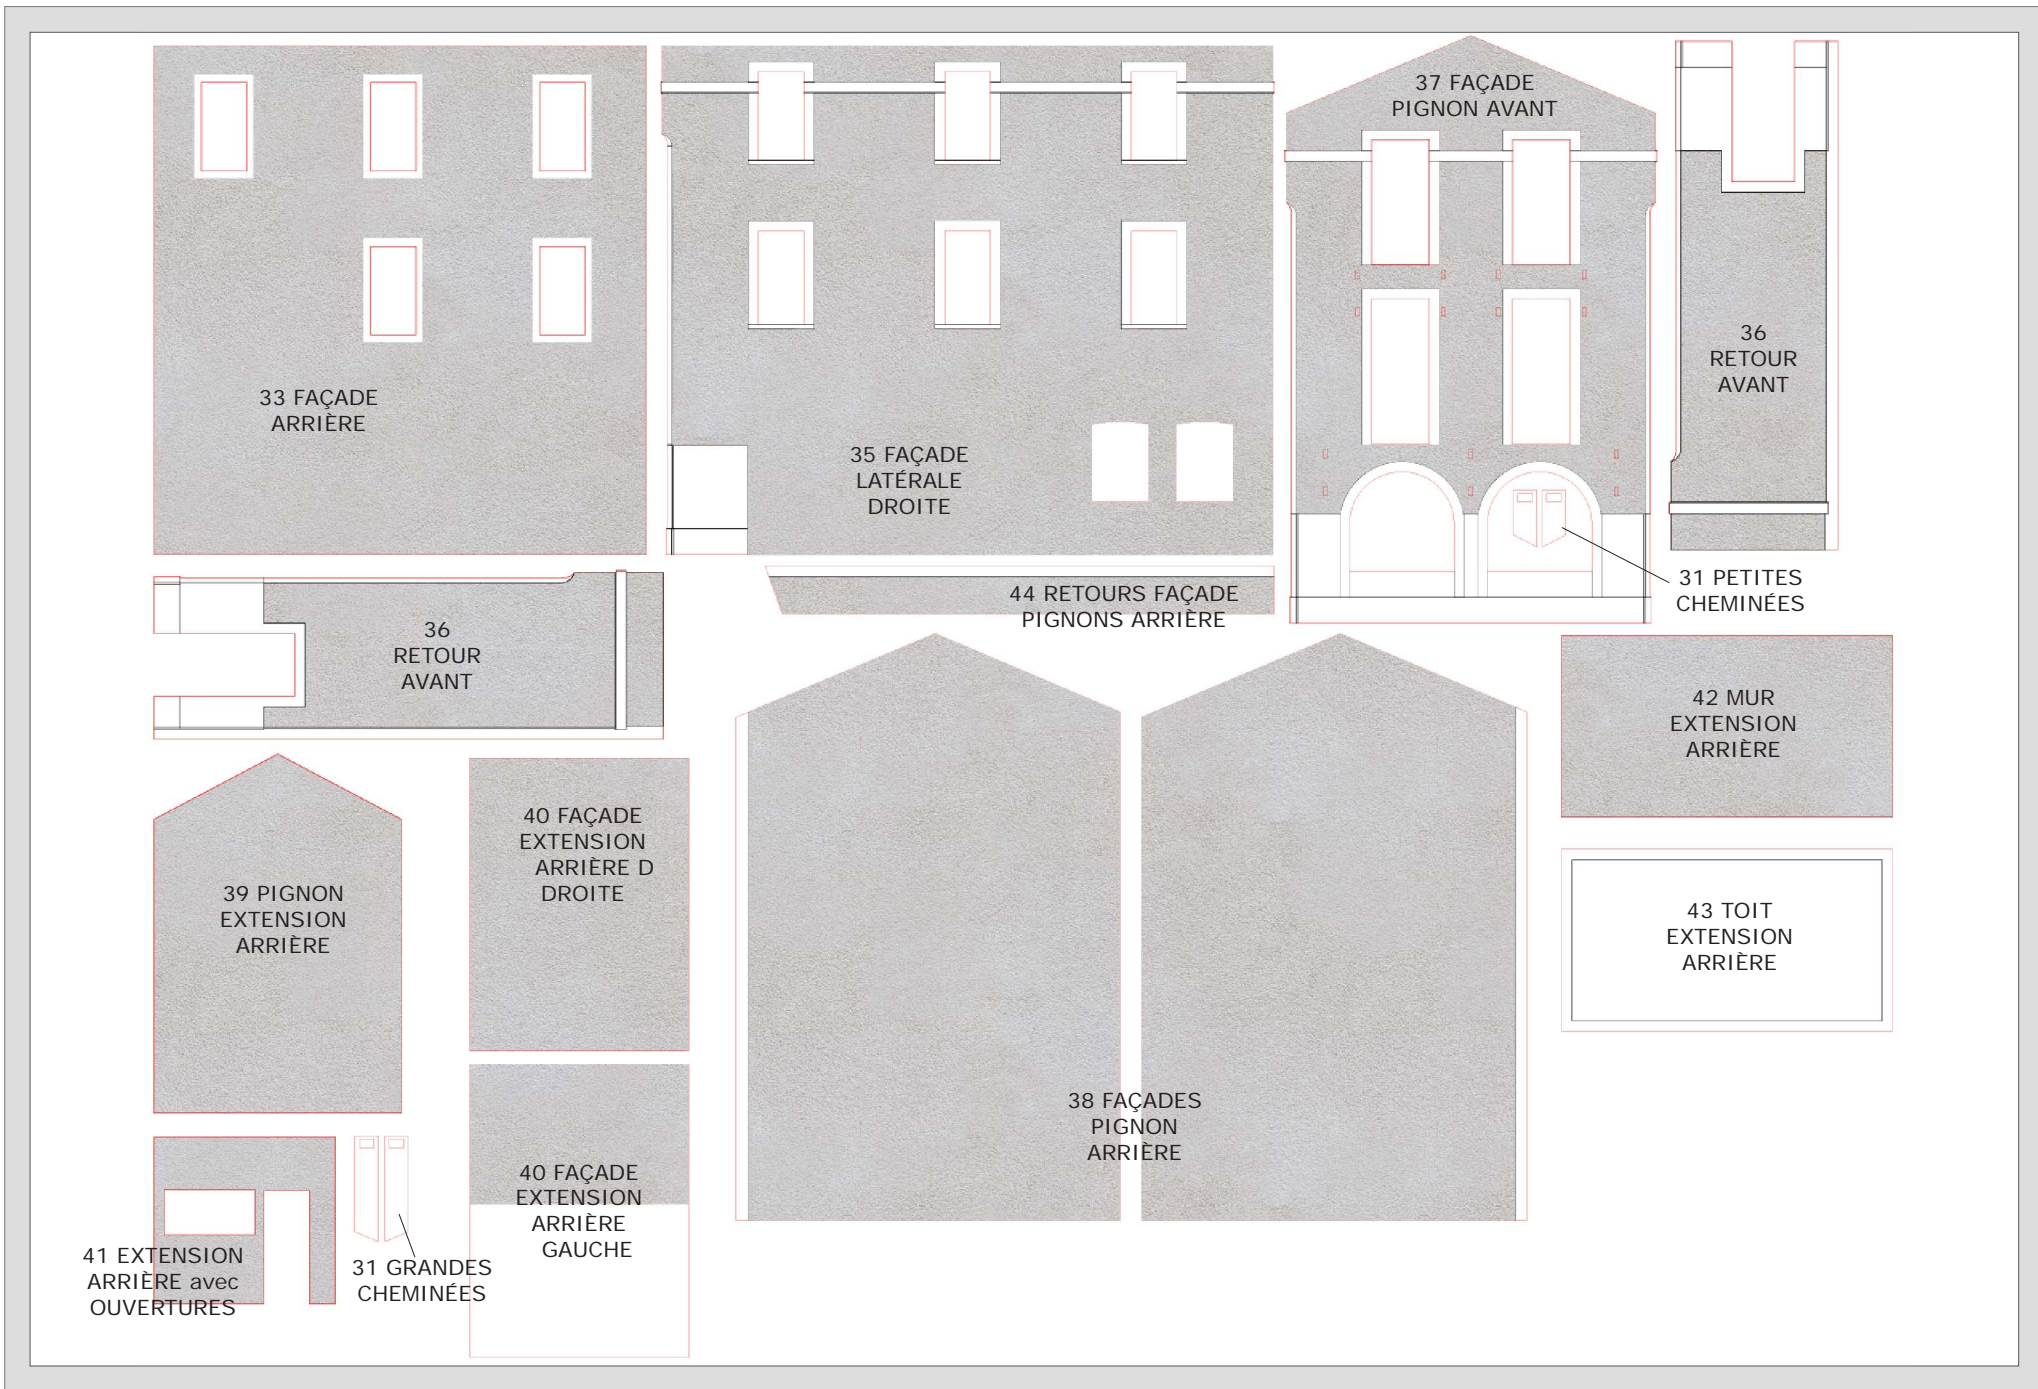 37 FAÇADE
PIGNON AVANT
36
RETOUR
AVANT
33 FAÇADE
ARRIÈRE
35 FAÇADE
LATÉRALE
DROITE
31 PETITES
CHEMINÉES
44 RETOURS FAÇADE
PIGNONS ARRIÈRE
36
RETOUR
AVANT
42 MUR
EXTENSION
ARRIÈRE
40 FAÇADE
EXTENSION
ARRIÈRE D
DROITE
39 PIGNON
EXTENSION
ARRIÈRE
43 TOIT
EXTENSION
ARRIÈRE
38 FAÇADES
PIGNON
ARRIÈRE
40 FAÇADE
EXTENSION
ARRIÈRE
GAUCHE
41 EXTENSION
ARRIÈRE avec
OUVERTURES
31 GRANDES
CHEMINÉES